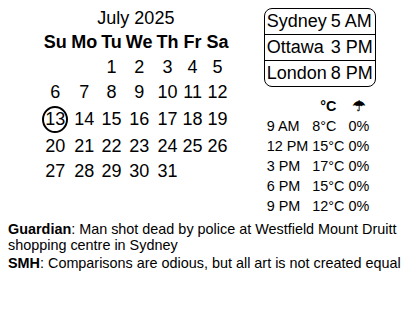 July 2025
Su Mo Tu We Th Fr Sa
1 2 3 4 5
6 7 8 9 10 11 12
13 14 15 16 17 18 19
20 21 22 23 24 25 26
27 28 29 30 31
Sydney 5 AM
Ottawa 3 PM
London 8 PM
°C ☂
9 AM 8°C 0%
12 PM 15°C 0%
3 PM 17°C 0%
6 PM 15°C 0%
9 PM 12°C 0%
Guardian: Man shot dead by police at Westfield Mount Druitt
shopping centre in Sydney
SMH: Comparisons are odious, but all art is not created equal